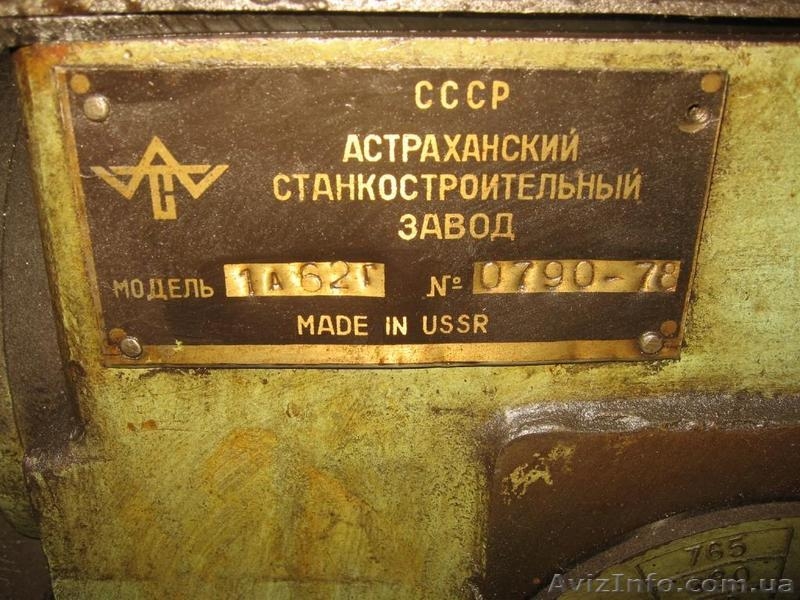 СССР
АСТРАХАНСКИЙ
СТАНКОСТРОИТЕЛЬНЫЙ
ЗАВОД
МОДЕЛЬ 1А62Г № 0790-78
MADE IN USSR
765
AvizInfo.com.ua